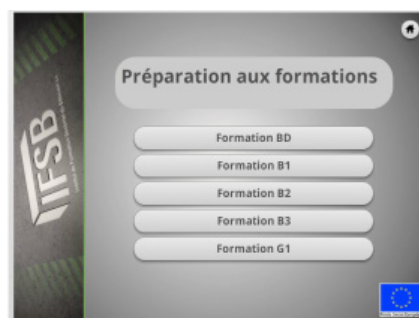 Préparation aux formations
Formation BD
Formation B1
Formation B2
Formation B3
Formation G1
IFSB